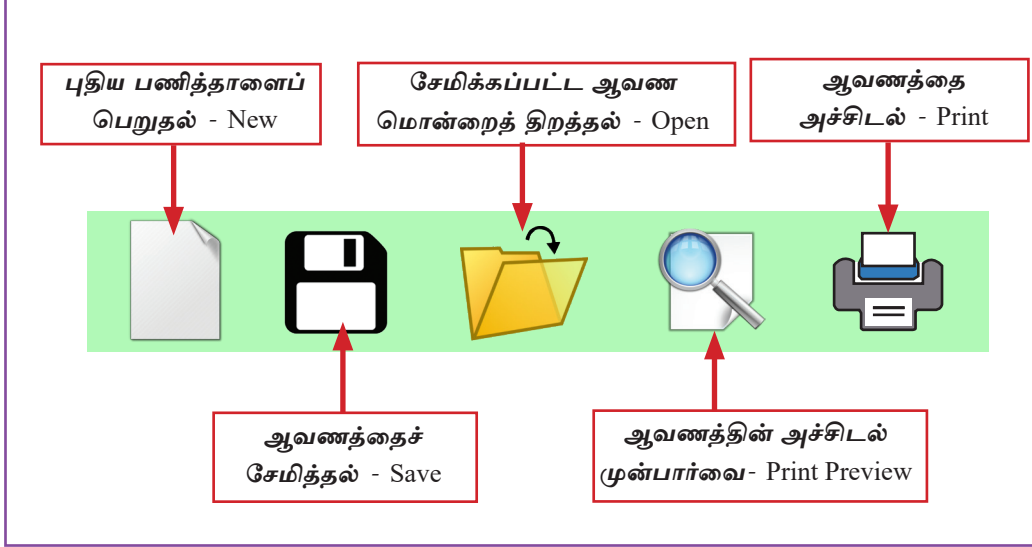 புதிய பணித்தாளைப்
பெறுதல் - New
சேமிக்கப்பட்ட ஆவண
மொன்றைத் திறத்தல் - Open
ஆவணத்தை
அச்சிடல் - Print
ஆவணத்தைச்
சேமித்தல் - Save
ஆவணத்தின் அச்சிடல்
முன்பார்வை- Print Preview